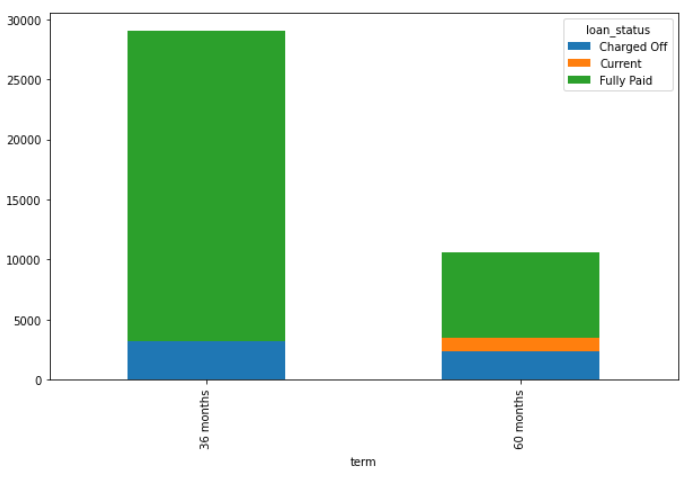 30000
25000
20000
15000
10000
5000
0
loan_status
Charged Off
Current
Fully Paid
36 months
60 months
term